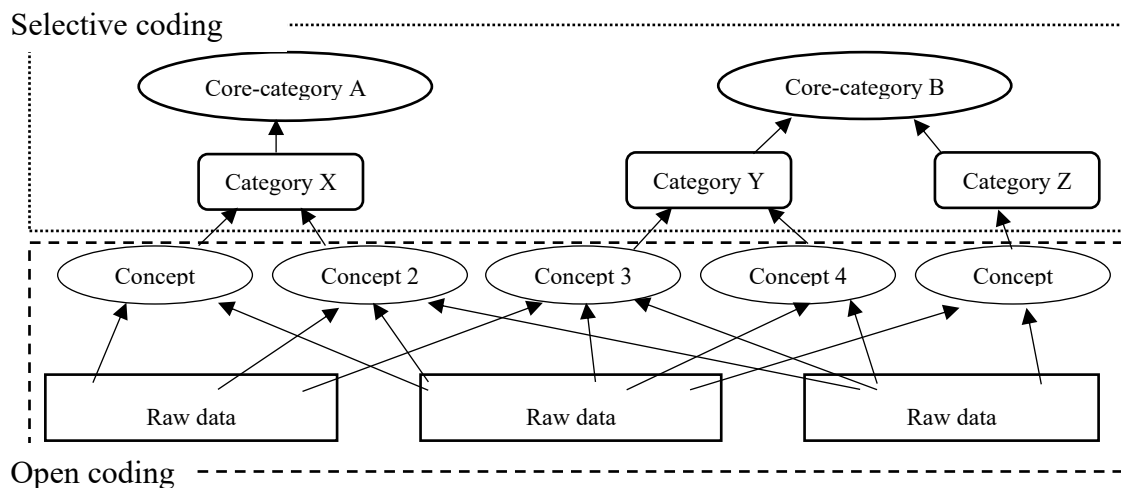 Selective coding
Core-category A
Core-category B
Category X
Category Y
Category Z
Concept
Concept 2
Concept 3
Concept 4
Concept
Raw data
Raw data
Raw data
Open coding